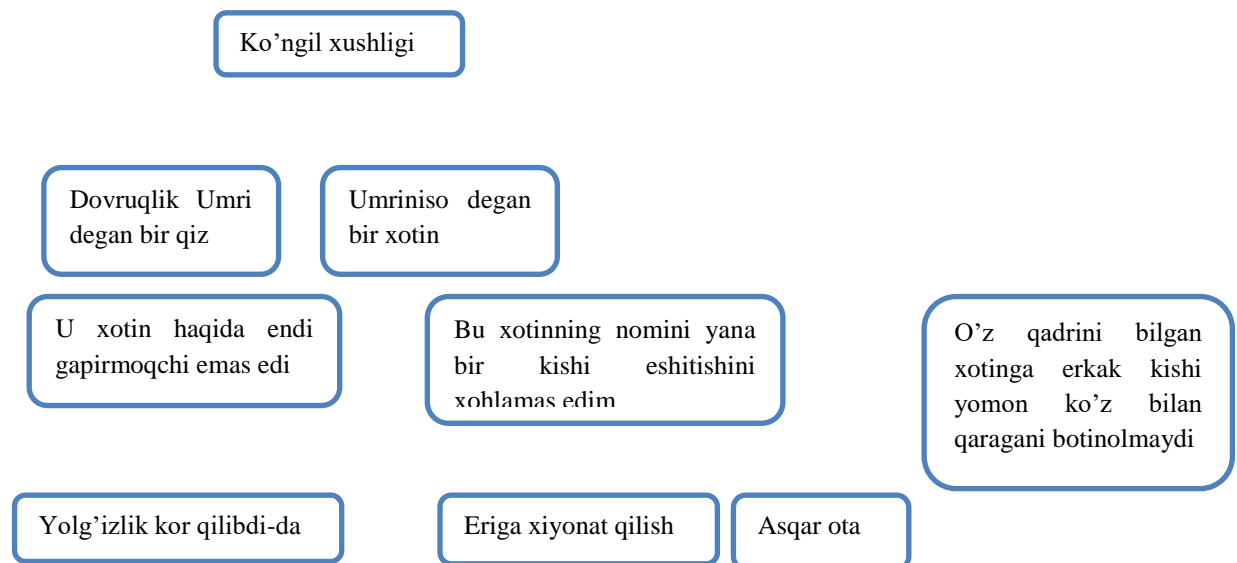 Ko’ngil xushligi
Dovruqlik Umri
degan bir qiz
Umriniso degan
bir xotin
U xotin haqida endi
gapirmoqchi emas edi
Bu xotinning nomini yana
bir kishi eshitishini
xohlamas edim
O’z qadrini bilgan
xotinga erkak kishi
yomon ko’z bilan
qaragani botinolmaydi
Yolg’izlik kor qilibdi-da
Eriga xiyonat qilish
Asqar ota